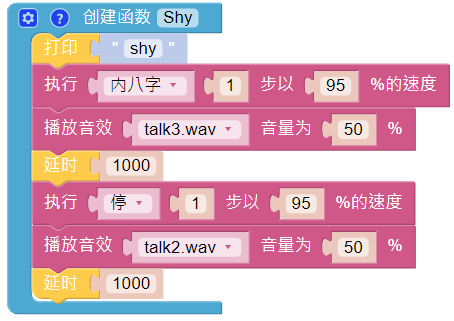 创建函数 Shy
打印 " shy "
执行 内八字 1 步以 95 %的速度
播放音效 talk3.wav 音量为 50 %
延时 1000
执行 停 1 步以 95 %的速度
播放音效 talk2.wav 音量为 50 %
延时 1000